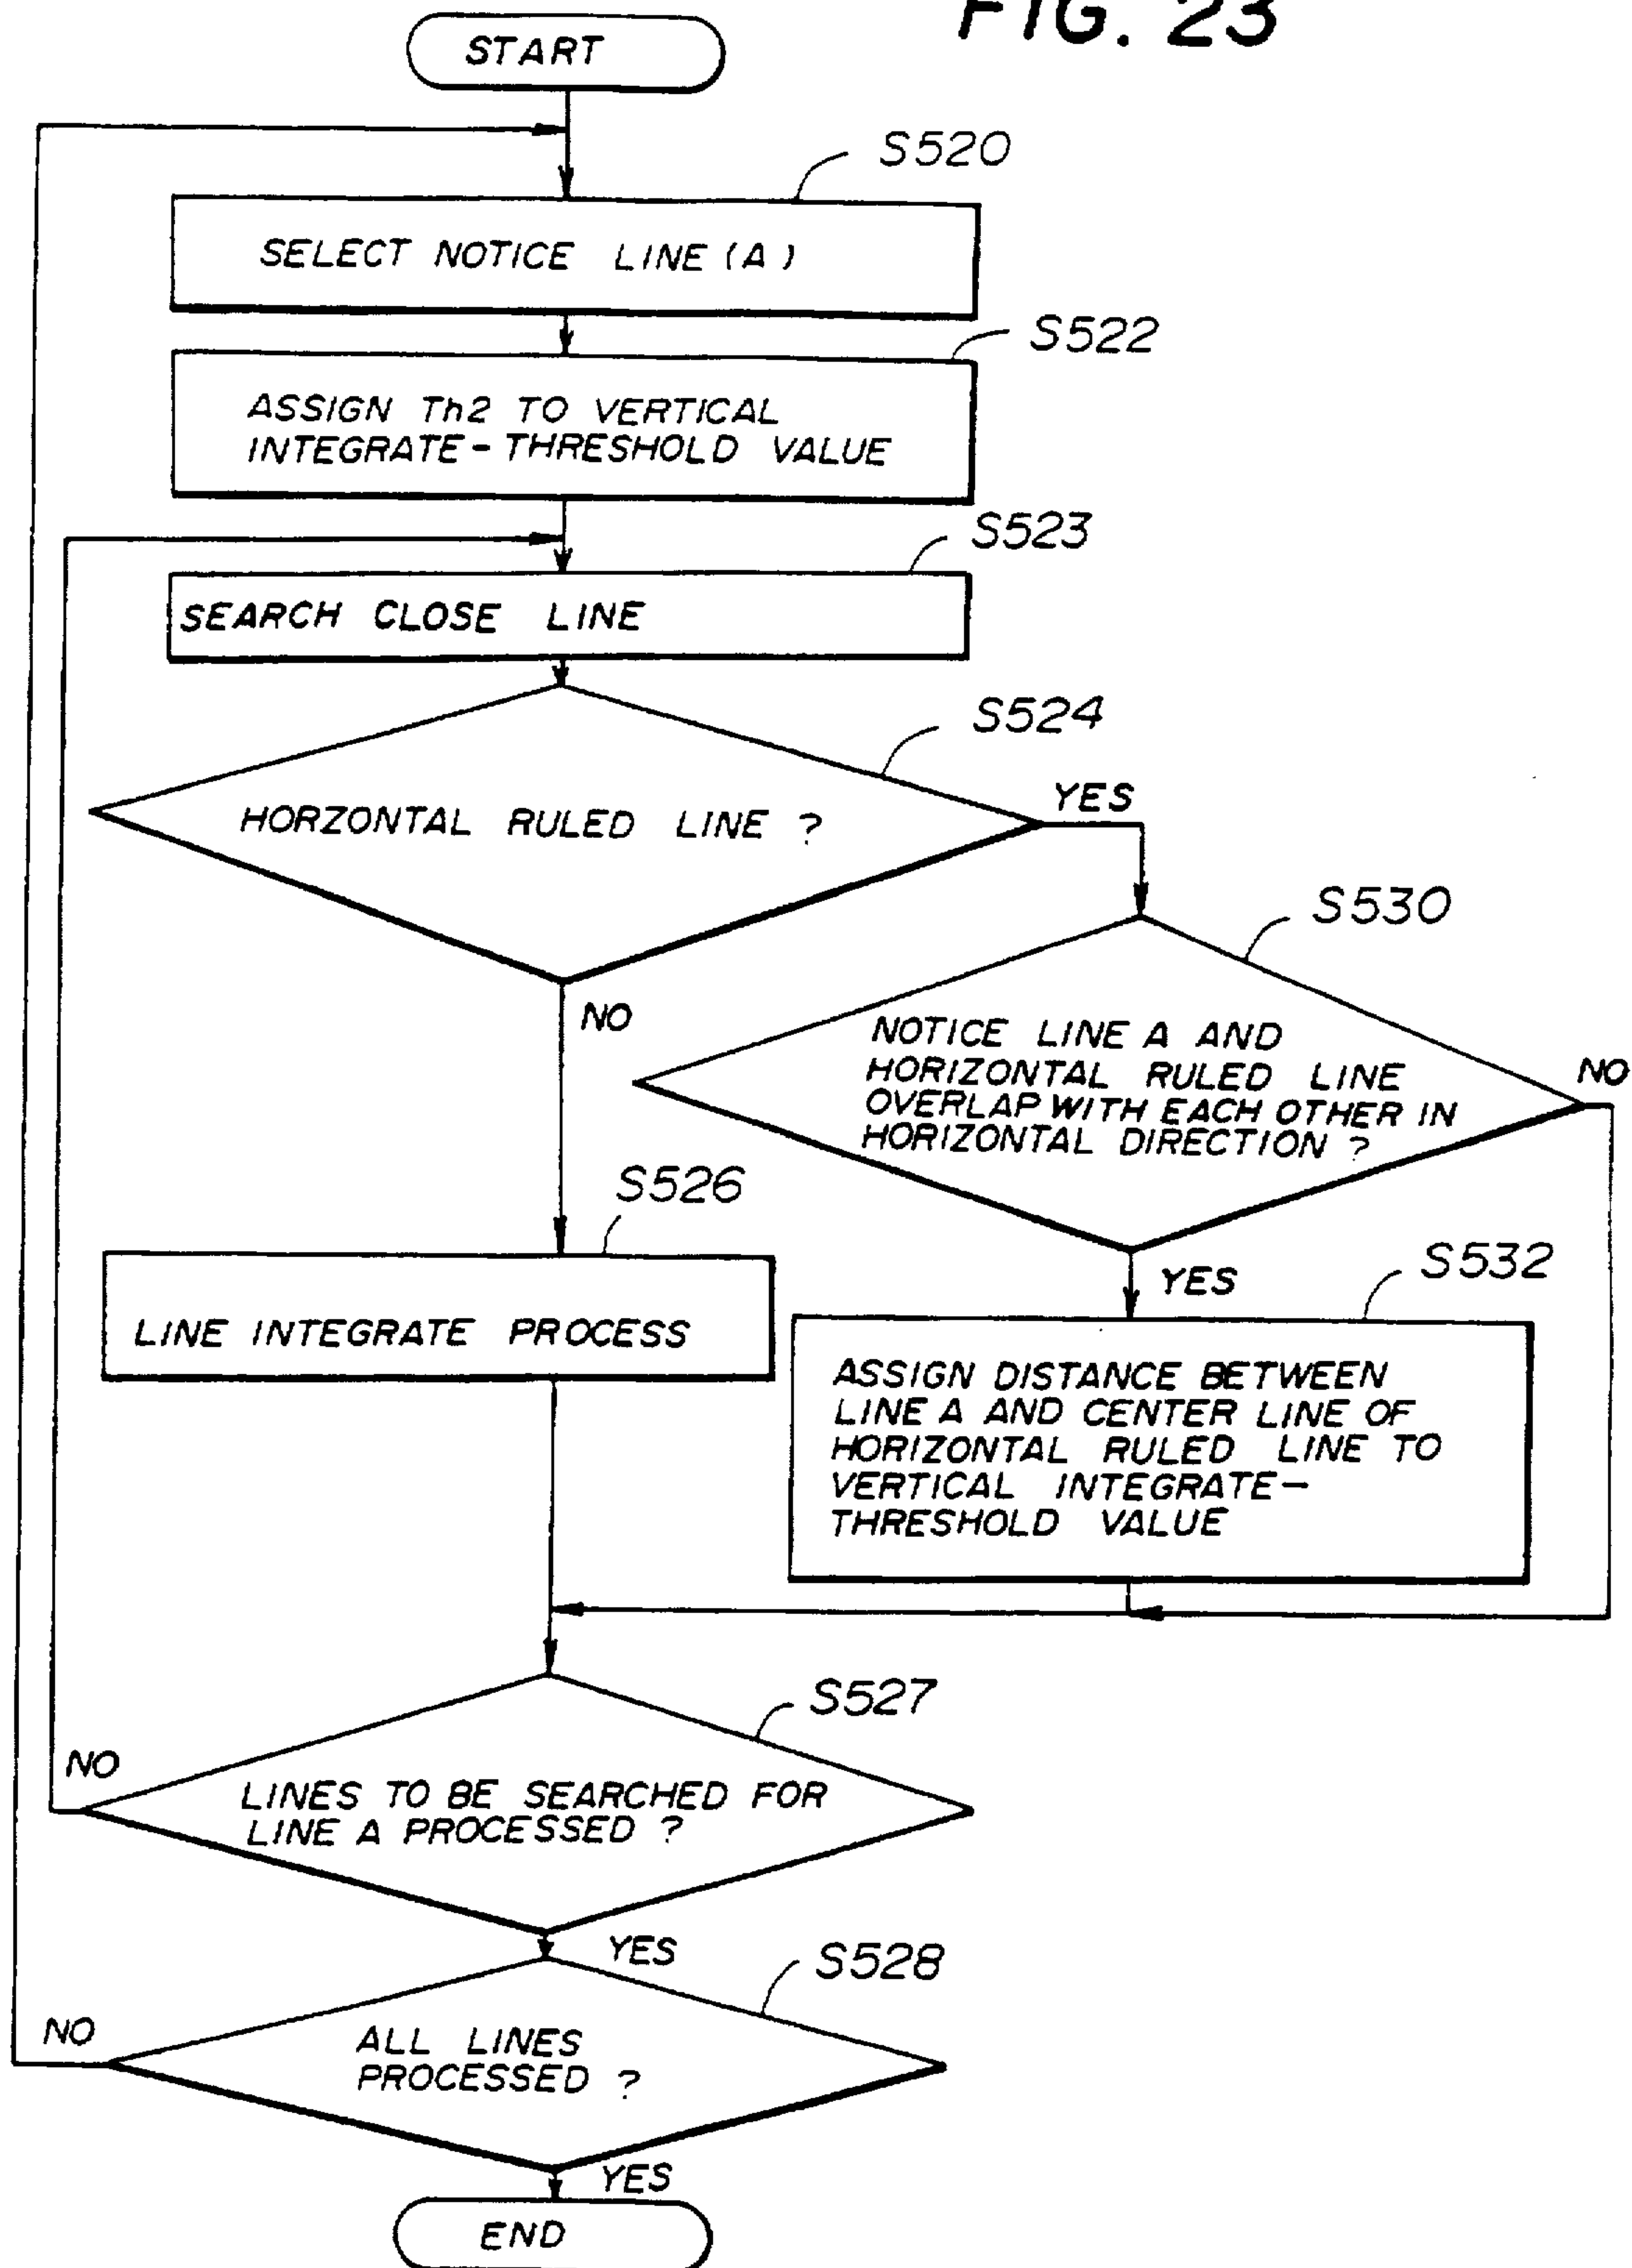 FIG. 23
START
S520
SELECT NOTICE LINE (A)
S522
ASSIGN Th2 TO VERTICAL
INTEGRATE-THRESHOLD VALUE
S523
SEARCH CLOSE LINE
S524
HORZONTAL RULED LINE ?
YES
NO
S530
NOTICE LINE A AND
HORIZONTAL RULED LINE
OVERLAP WITH EACH OTHER IN
HORIZONTAL DIRECTION ?
NO
YES
S526
LINE INTEGRATE PROCESS
S532
ASSIGN DISTANCE BETWEEN
LINE A AND CENTER LINE OF
HORIZONTAL RULED LINE TO
VERTICAL INTEGRATE-
THRESHOLD VALUE
S527
NO
LINES TO BE SEARCHED FOR
LINE A PROCESSED ?
YES
S528
NO
ALL LINES
PROCESSED ?
YES
END